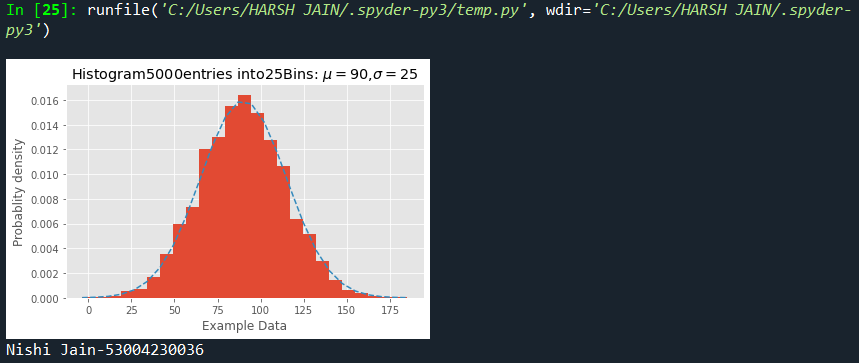 In [25]: runfile('C:/Users/HARSH JAIN/.spyder-py3/temp.py', wdir='C:/Users/HARSH JAIN/.spyder-
py3')
Histogram5000entries into25Bins: μ = 90,σ = 25
0.016
0.014
0.012
0.010
0.008
0.006
0.004
0.002
0.000
Probablity density
0 25 50 75 100 125 150 175
Example Data
Nishi Jain-53004230036